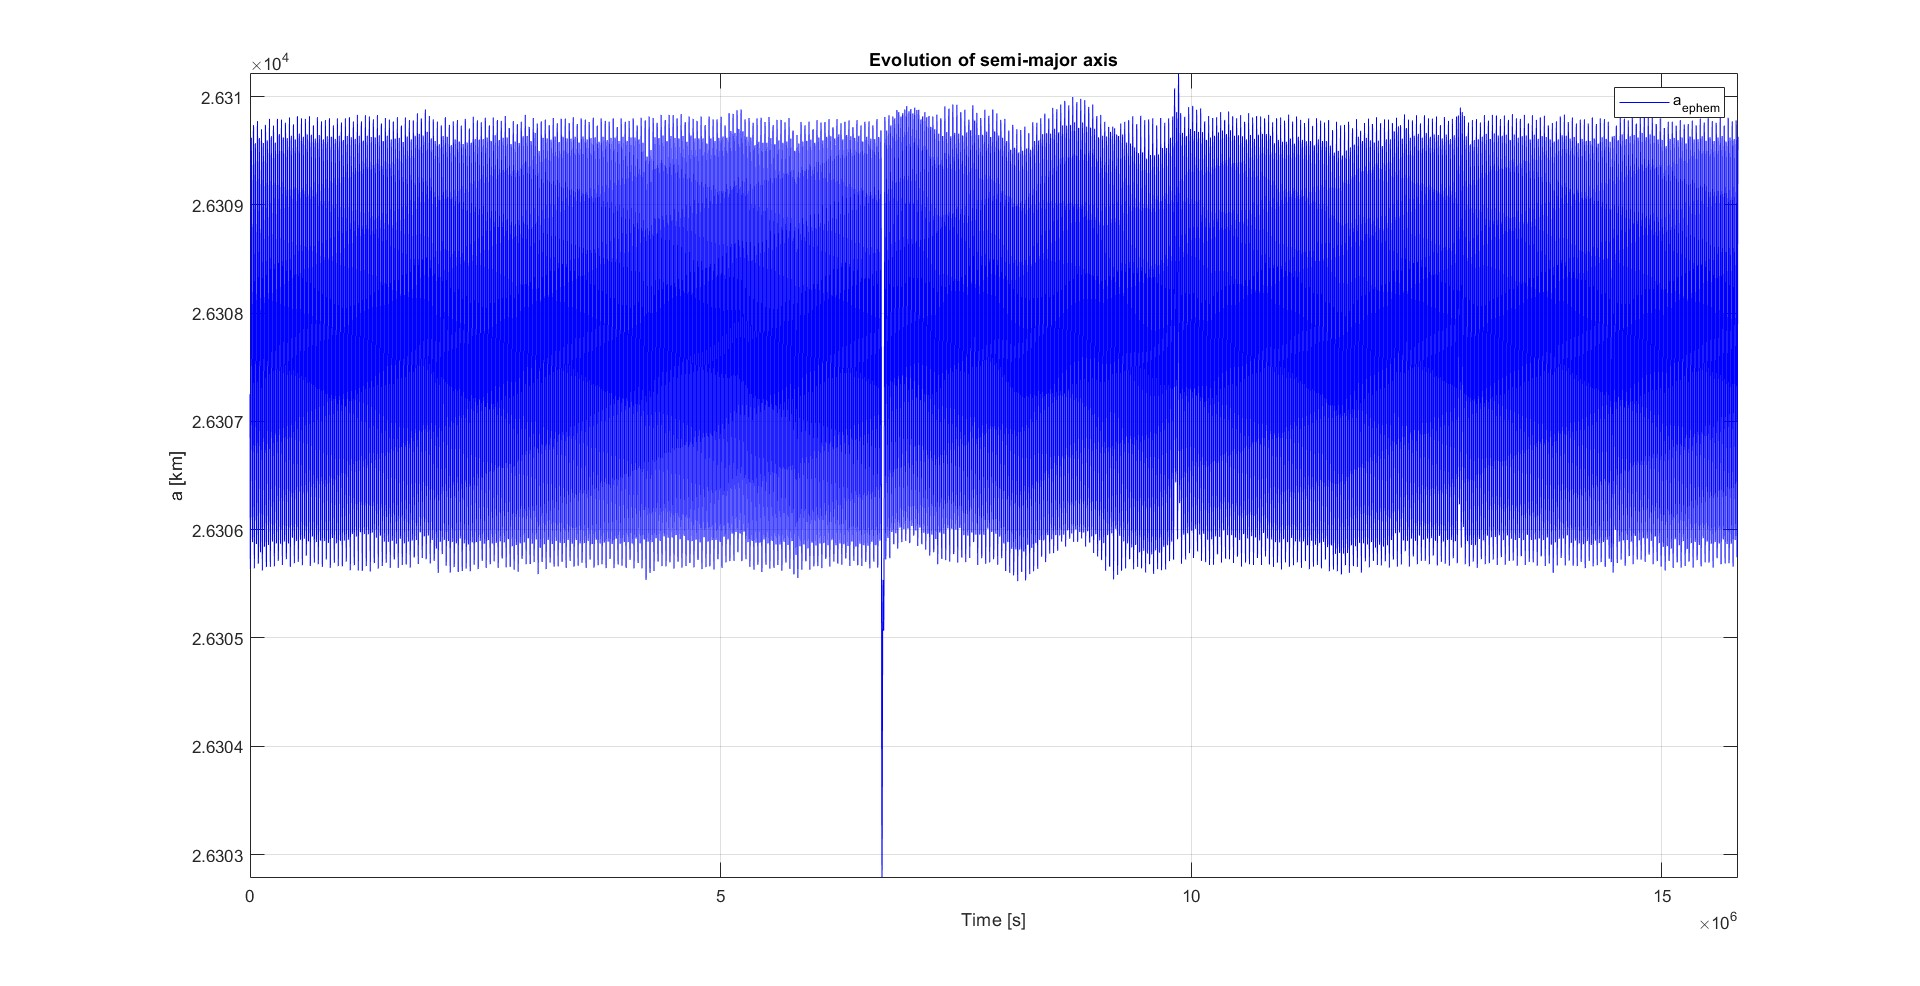 Evolution of semi-major axis
×10⁴
a_ephem
2.631
2.6309
2.6308
2.6307
2.6306
2.6305
2.6304
2.6303
a [km]
0 5 10 15
Time [s]
×10⁶